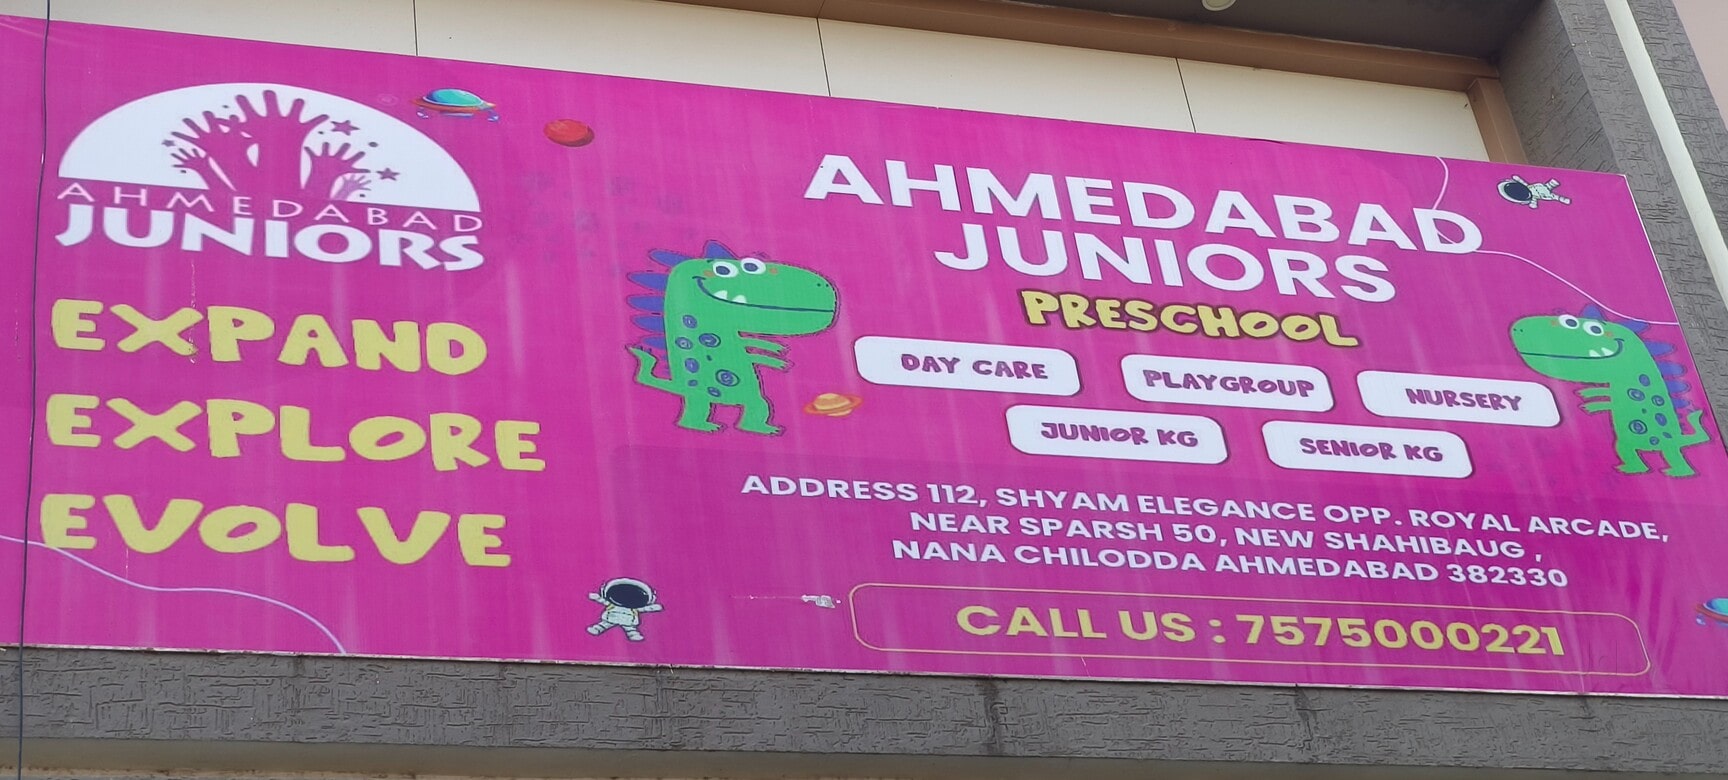 AHMEDABAD
JUNIORS
EXPAND
EXPLORE
EVOLVE
AHMEDABAD
JUNIORS
PRESCHOOL
DAY CARE
PLAYGROUP
NURSERY
JUNIOR KG
SENIOR KG
ADDRESS 112, SHYAM ELEGANCE OPP. ROYAL ARCADE,
NEAR SPARSH 50, NEW SHAHIBAUG ,
NANA CHILODDA AHMEDABAD 382330
CALL US : 7575000221